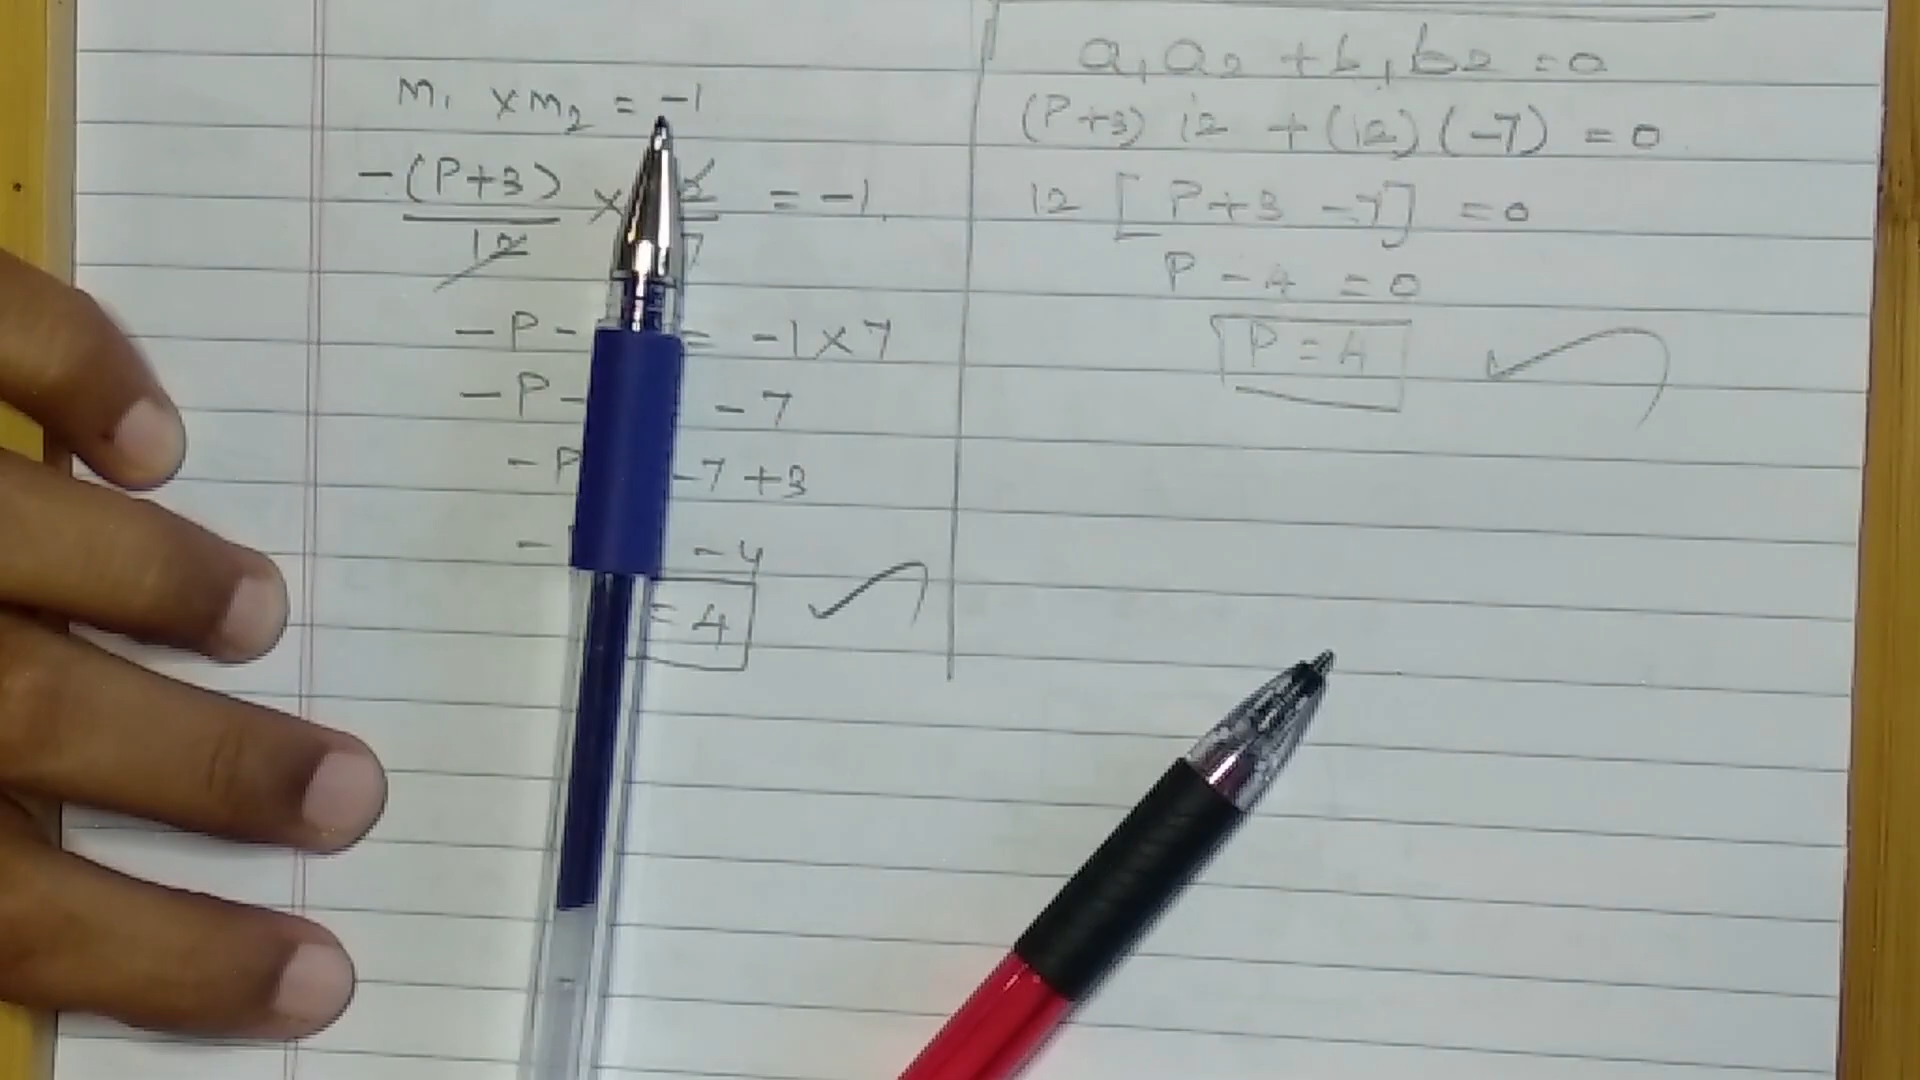 m₁ × m₂ = -1
-(P+3)/12 × /7 = -1
-P - = -1×7
-P - -7
-P -7+3
- -4
= 4
a₁a₂ + b₁b₂ = 0
(P+3) 12 + (12)(-7) = 0
12 [P+3 -7] = 0
P - 4 = 0
P = 4